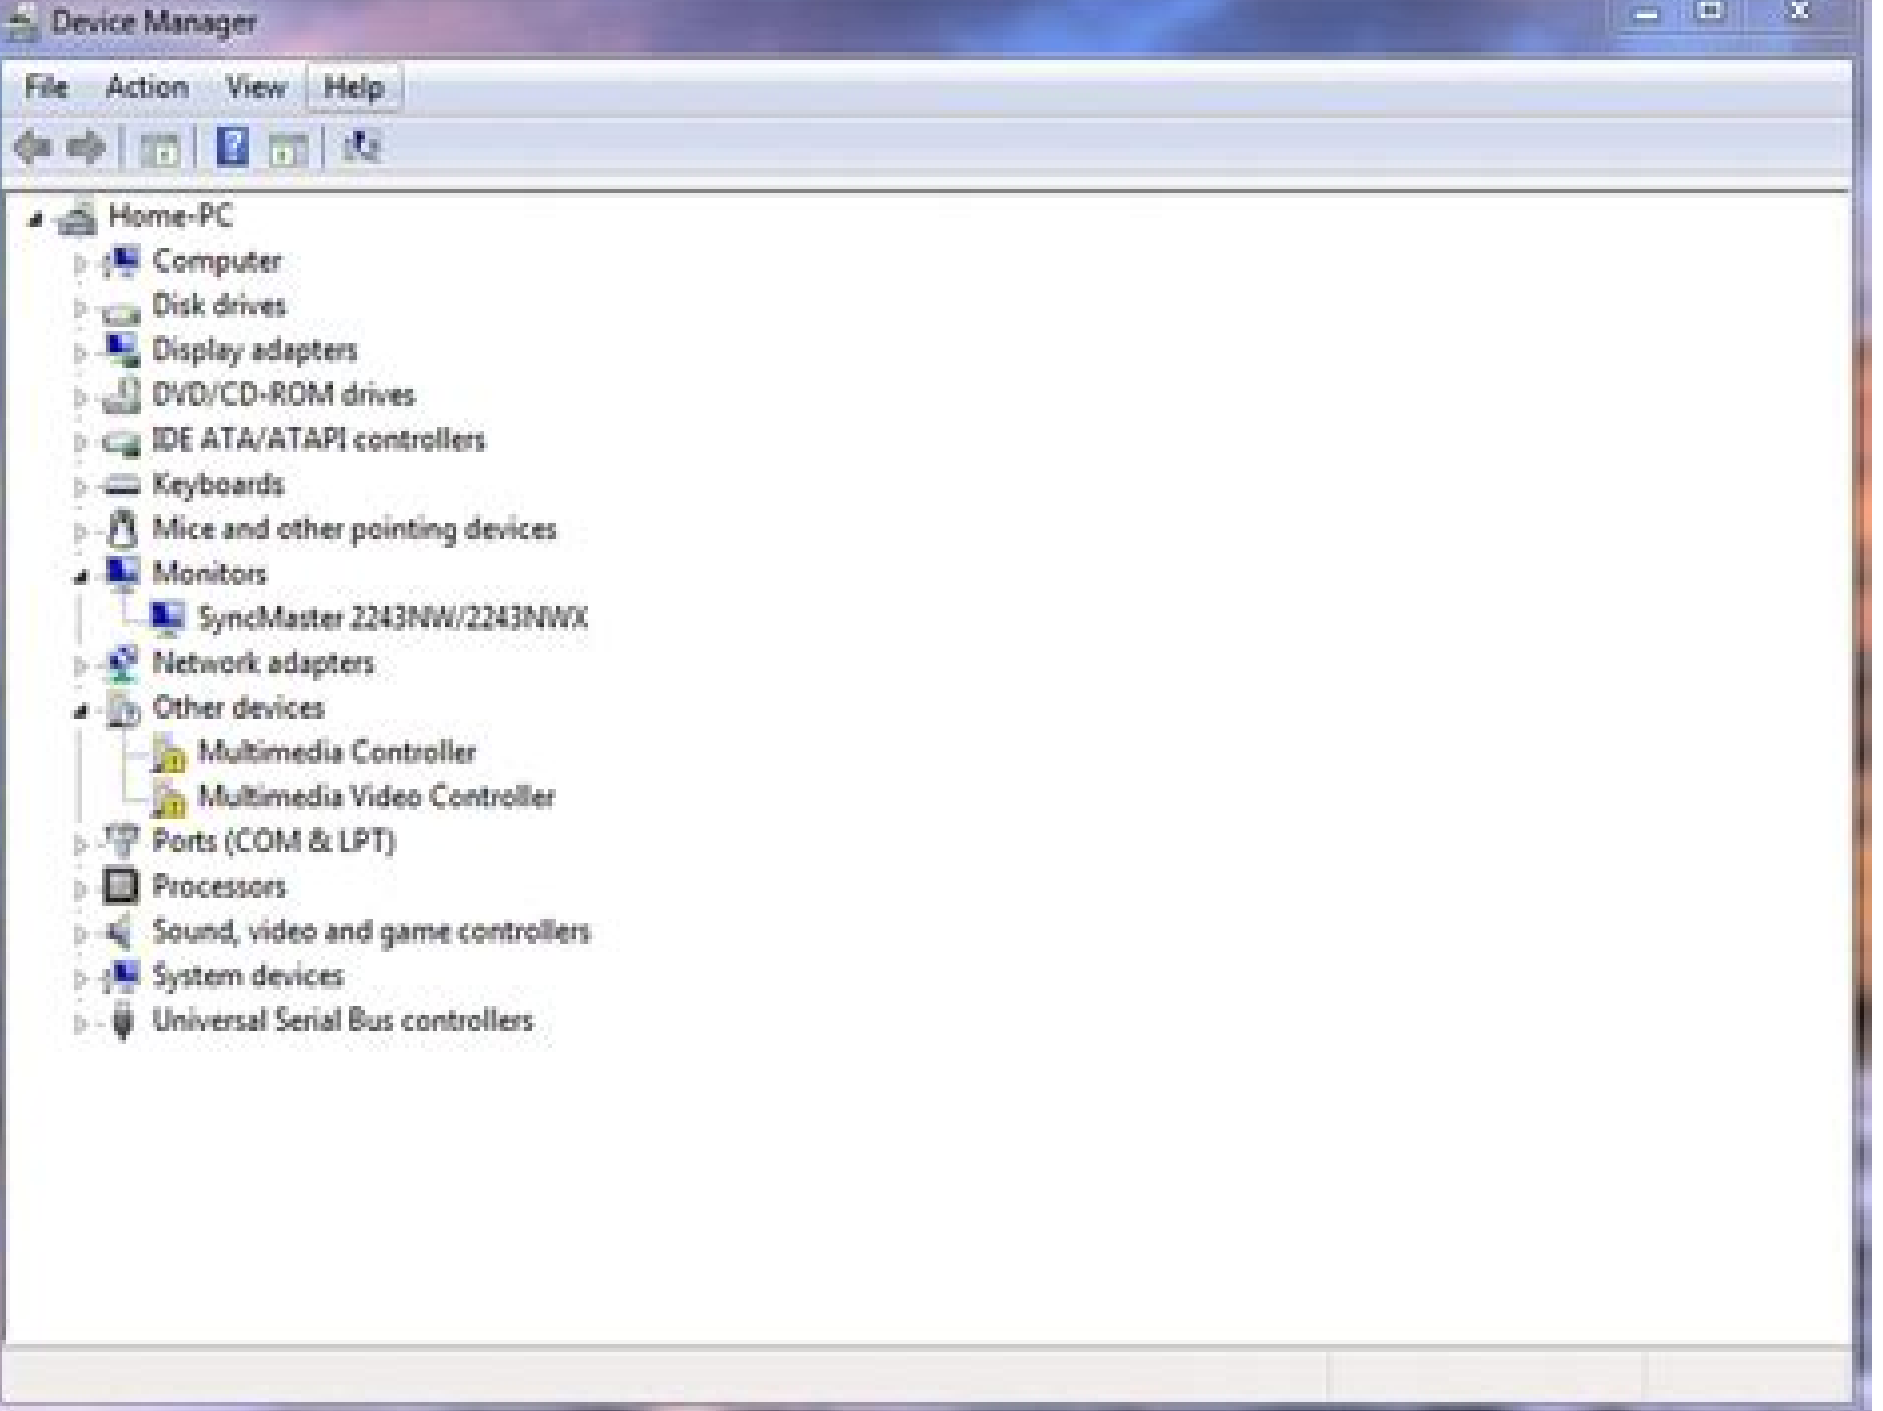 Device Manager
File Action View Help
Home-PC
Computer
Disk drives
Display adapters
DVD/CD-ROM drives
IDE ATA/ATAPI controllers
Keyboards
Mice and other pointing devices
Monitors
SyncMaster 2243NW/2243NWX
Network adapters
Other devices
Multimedia Controller
Multimedia Video Controller
Ports (COM & LPT)
Processors
Sound, video and game controllers
System devices
Universal Serial Bus controllers